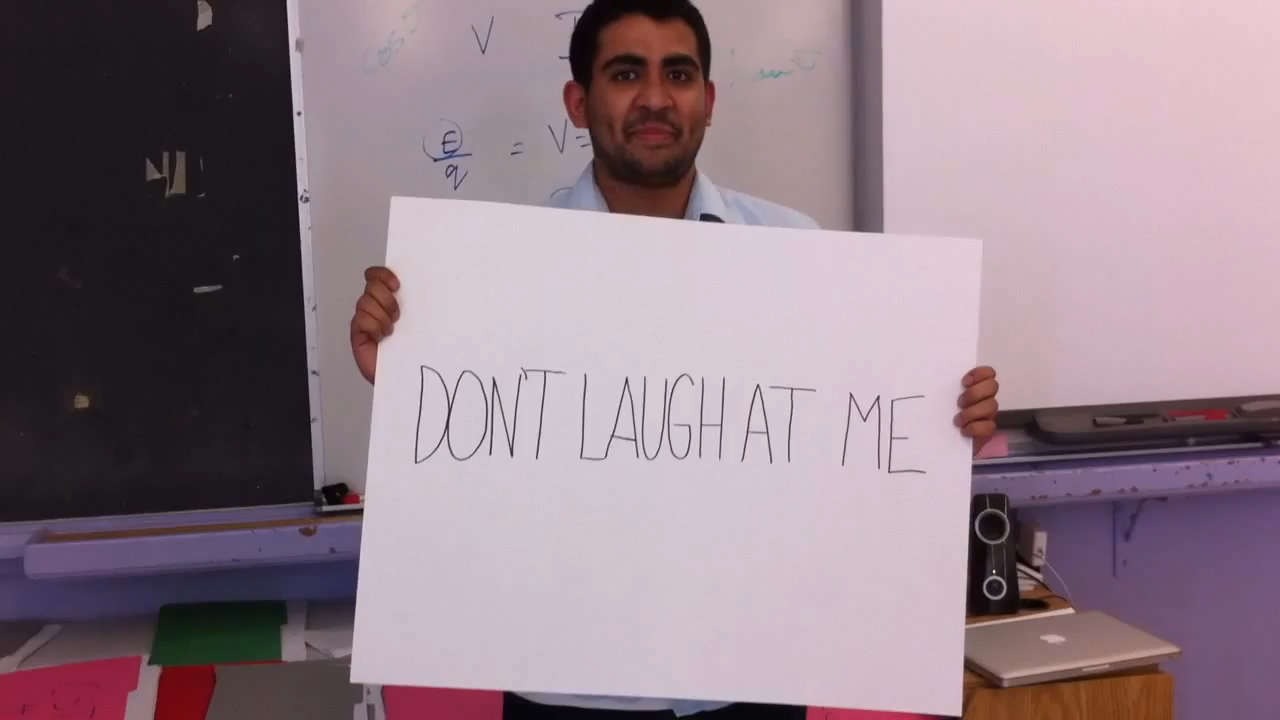 V
E
q
= V=
DON'T LAUGH AT ME